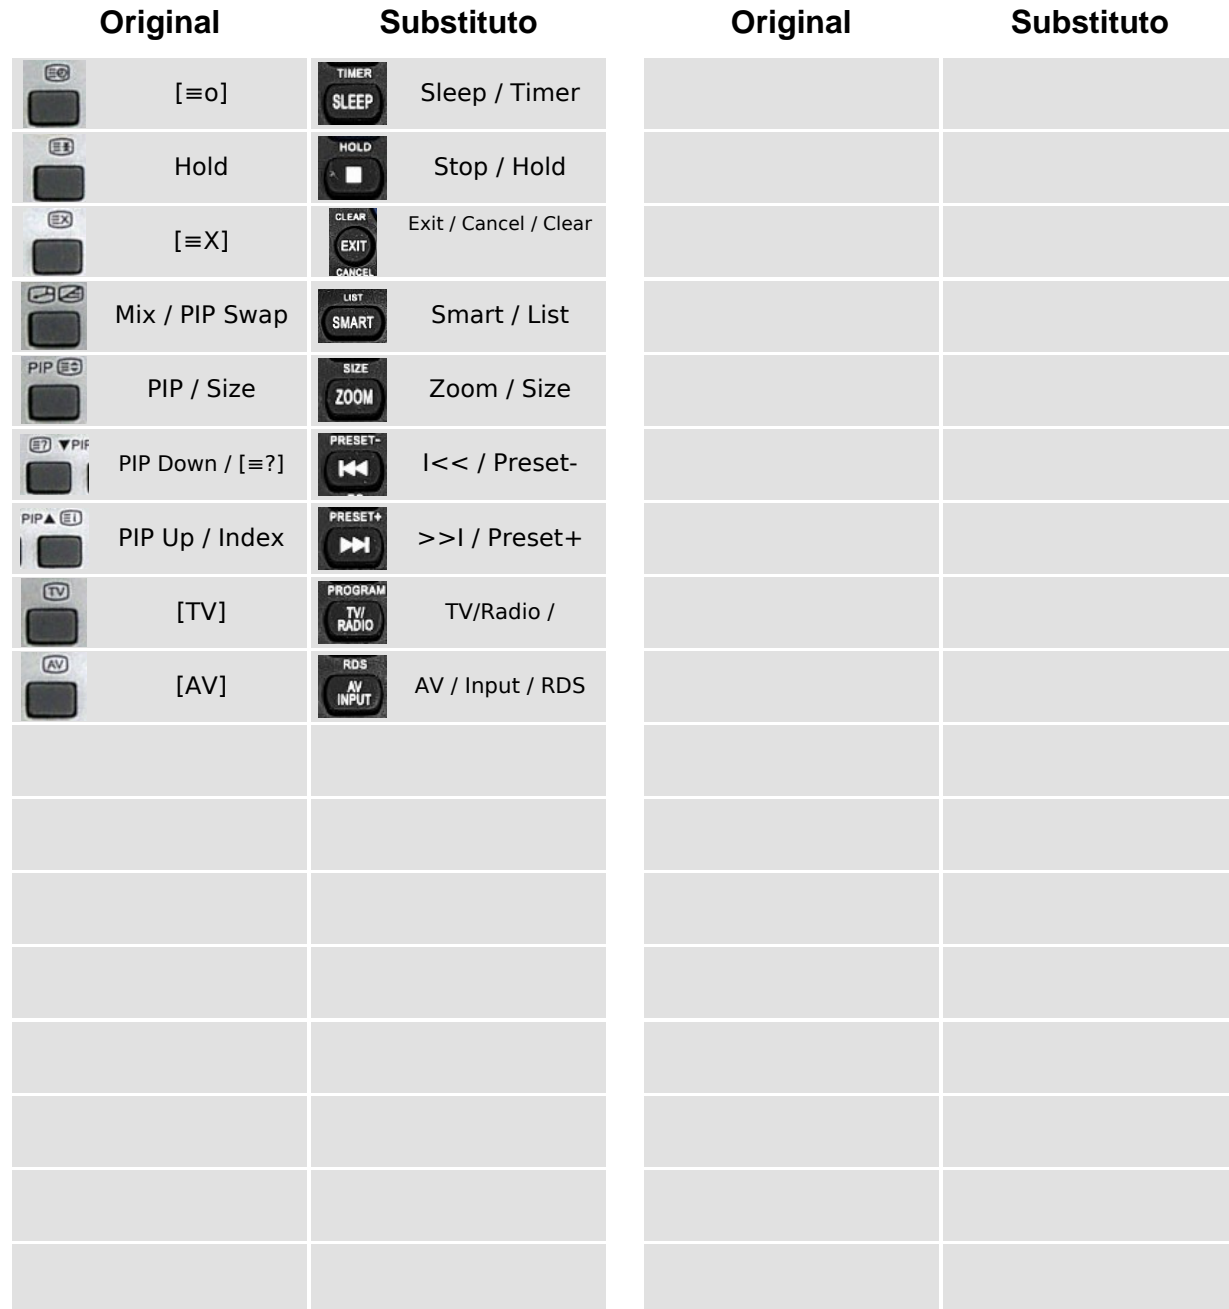 Original Substituto Original Substituto
[≡o] TIMER SLEEP Sleep / Timer
Hold HOLD Stop / Hold
[≡X] CLEAR EXIT CANCEL Exit / Cancel / Clear
Mix / PIP Swap LIST SMART Smart / List
PIP PIP / Size SIZE ZOOM Zoom / Size
▼PIP PIP Down / [≡?] PRESET- I<< / Preset-
PIP▲ PIP Up / Index PRESET+ >>I / Preset+
TV [TV] PROGRAM TV/ RADIO TV/Radio /
AV [AV] RDS AV INPUT AV / Input / RDS